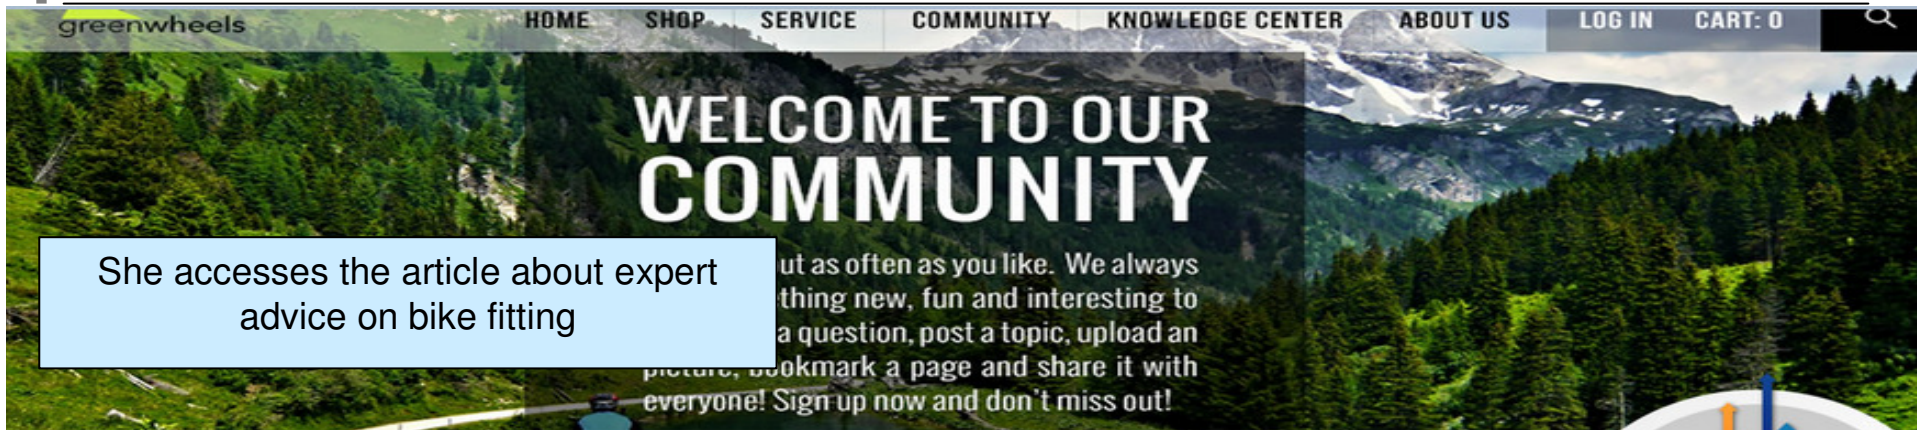 greenwheels
HOME SHOP SERVICE COMMUNITY KNOWLEDGE CENTER ABOUT US LOG IN CART: 0
WELCOME TO OUR
COMMUNITY
She accesses the article about expert
advice on bike fitting
as often as you like. We always
new, fun and interesting to
a question, post a topic, upload an
picture, bookmark a page and share it with
everyone! Sign up now and don't miss out!